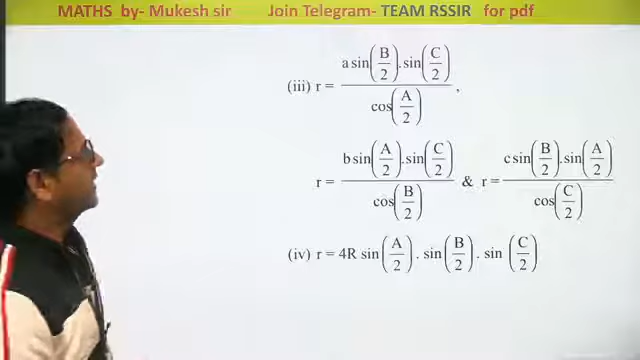 MATHS by- Mukesh sir Join Telegram- TEAM RSSIR for pdf
(iii) r = a sin(B/2).sin(C/2) / cos(A/2),
r = b sin(A/2).sin(C/2) / cos(B/2) & r = c sin(B/2).sin(A/2) / cos(C/2)
(iv) r = 4R sin(A/2) . sin(B/2) . sin (C/2)